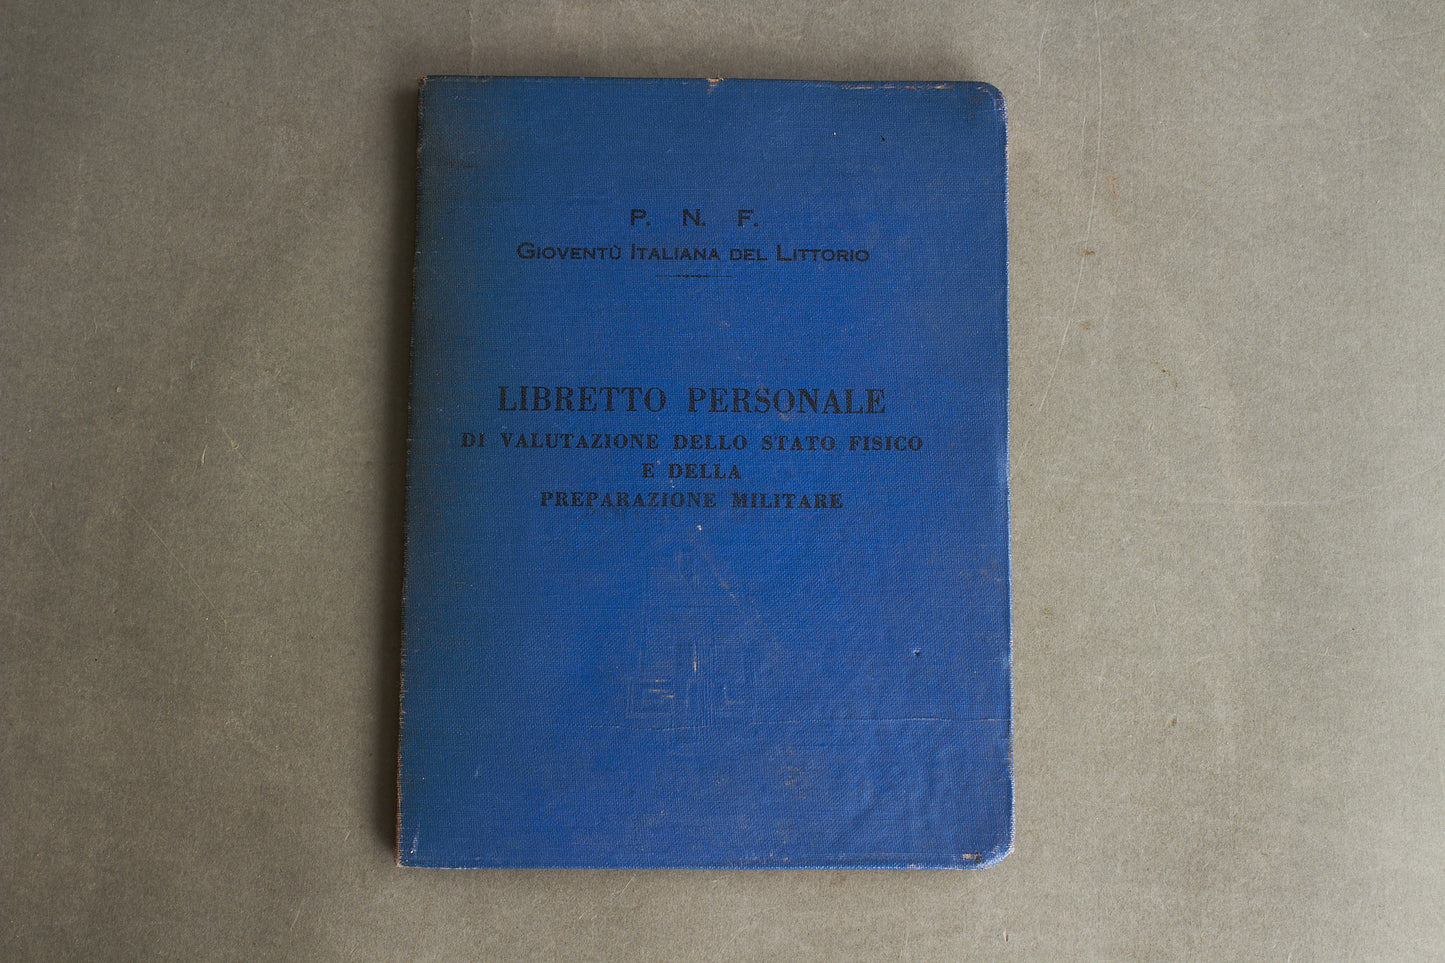 P. N. F.
GIOVENTÙ ITALIANA DEL LITTORIO
LIBRETTO PERSONALE
DI VALUTAZIONE DELLO STATO FISICO
E DELLA
PREPARAZIONE MILITARE